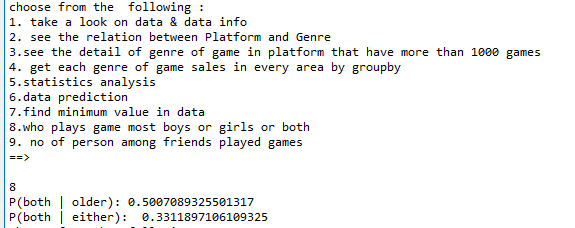 choose from the  following :
1. take a look on data & data info
2. see the relation between Platform and Genre
3.see the detail of genre of game in platform that have more than 1000 games
4. get each genre of game sales in every area by groupby
5.statistics analysis
6.data prediction
7.find minimum value in data
8.who plays game most boys or girls or both
9. no of person among friends played games
==>
8
P(both | older): 0.5007089325501317
P(both | either):  0.3311897106109325